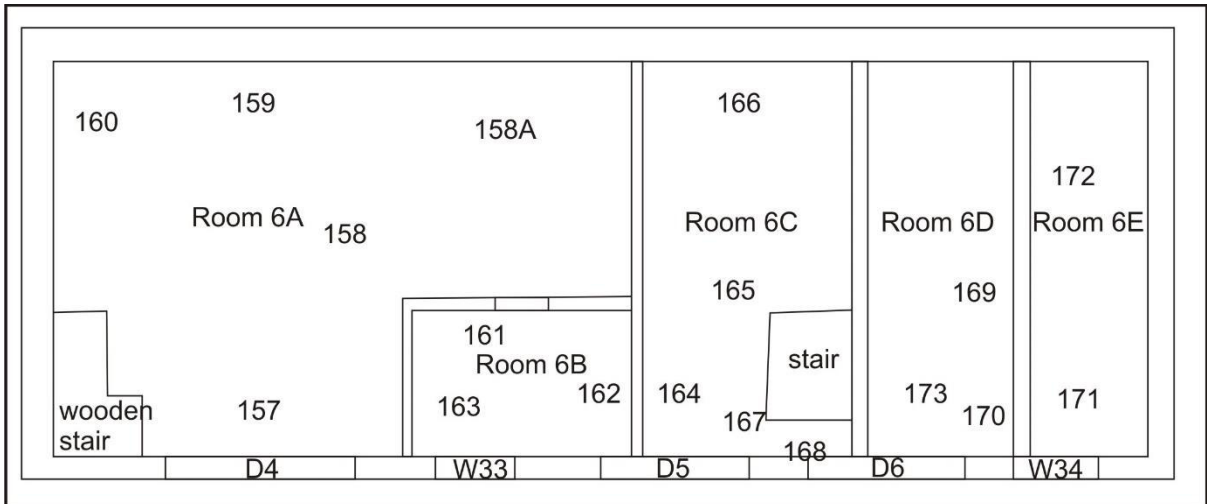 159
166
160
158A
172
Room 6A
158
Room 6C
Room 6D
Room 6E
165
169
161
Room 6B
stair
163
162
164
173
171
wooden
stair
157
167
170
168
D4
W33
D5
D6
W34